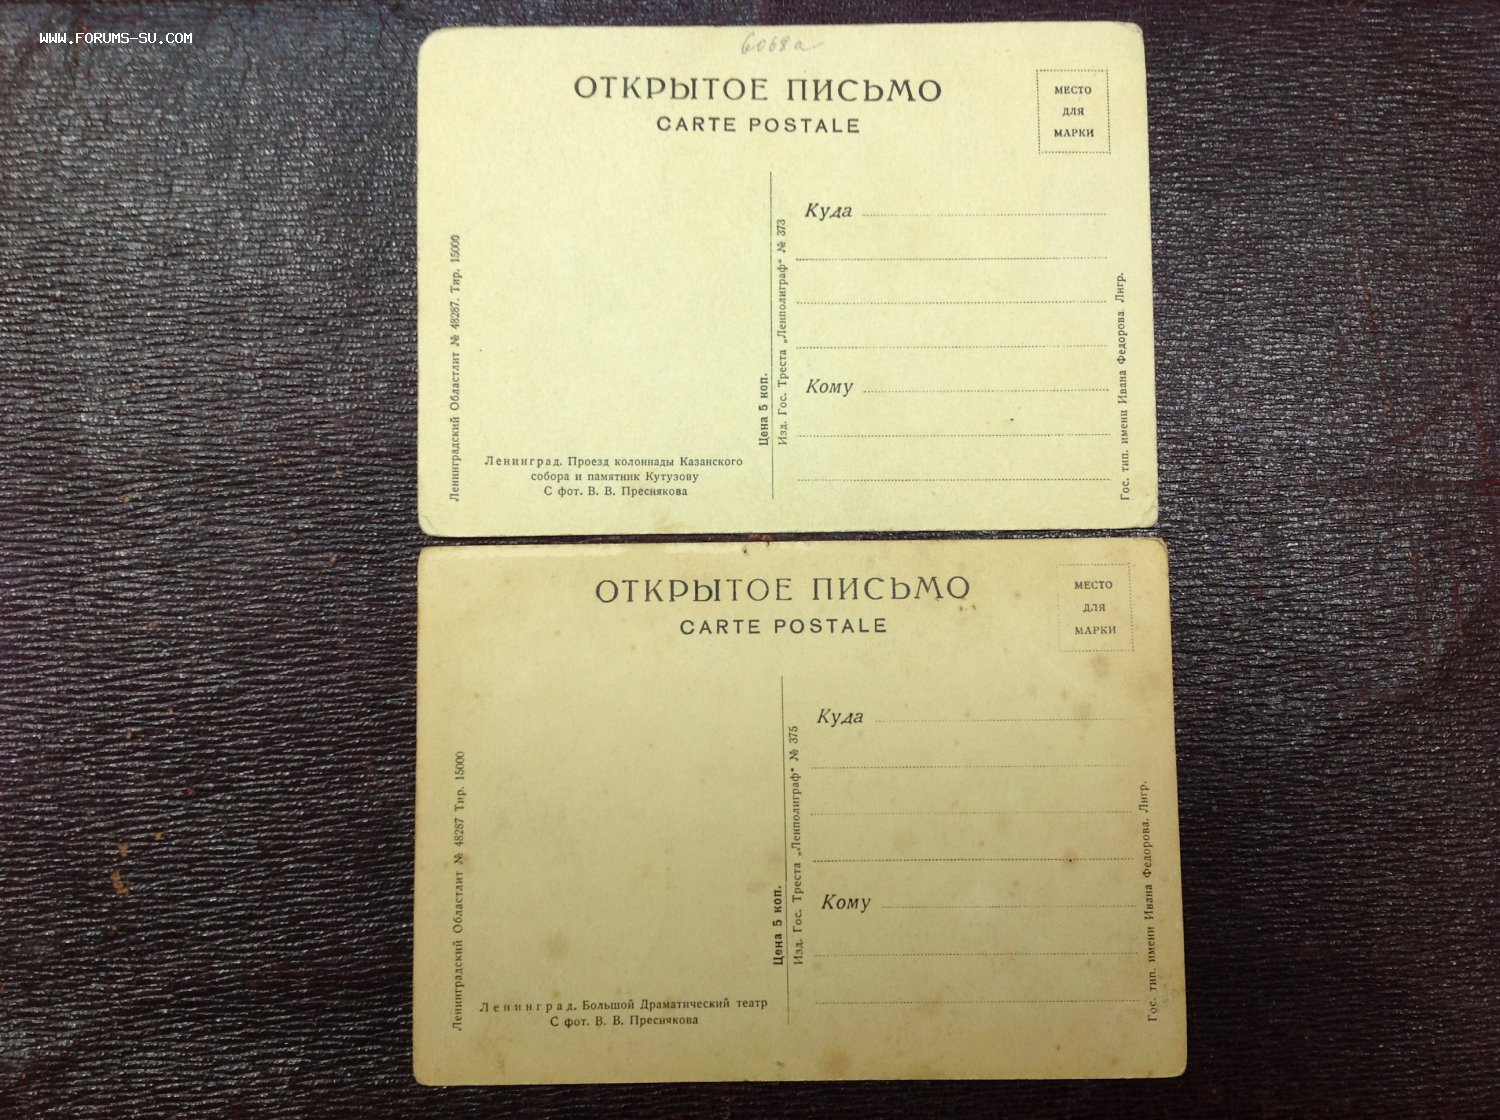 WWW.FORUMS-SU.COM
6068а
ОТКРЫТОЕ ПИСЬМО
CARTE POSTALE
МЕСТО
ДЛЯ
МАРКИ
Куда
Кому
Ленинградский Областлит № 48287. Тир. 15000
Ленинград. Проезд колоннады Казанского
собора и памятник Кутузову
С фот. В. В. Преснякова
Цена 5 коп.
Изд. Гос. Треста „Ленполиграф“ № 373
Гос. тип. имени Ивана Федорова. Лнгр.
ОТКРЫТОЕ ПИСЬМО
CARTE POSTALE
МЕСТО
ДЛЯ
МАРКИ
Куда
Кому
Ленинградский Областлит № 48287 Тир. 15000
Ленинград. Большой Драматический театр
С фот. В. В. Преснякова
Цена 5 коп.
Изд. Гос. Треста „Ленполиграф“ № 375
Гос. тип. имени Ивана Федорова. Лнгр.